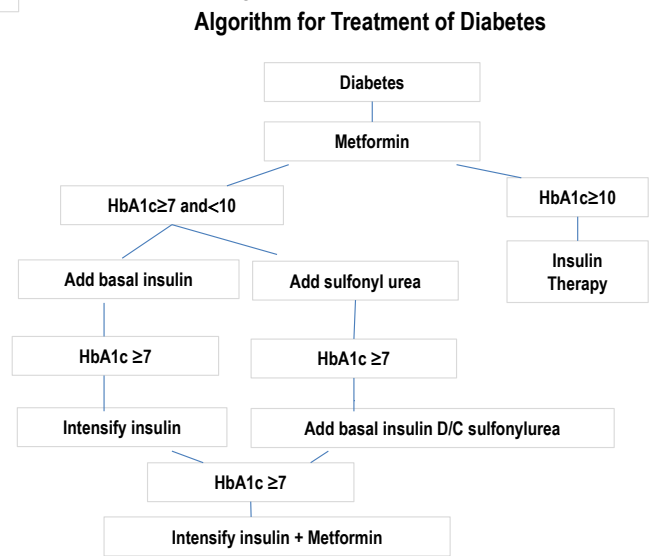 Algorithm for Treatment of Diabetes
Diabetes
Metformin
HbA1c≥7 and<10
HbA1c≥10
Add basal insulin
Add sulfonyl urea
Insulin
Therapy
HbA1c ≥7
HbA1c ≥7
Intensify insulin
Add basal insulin D/C sulfonylurea
HbA1c ≥7
Intensify insulin + Metformin